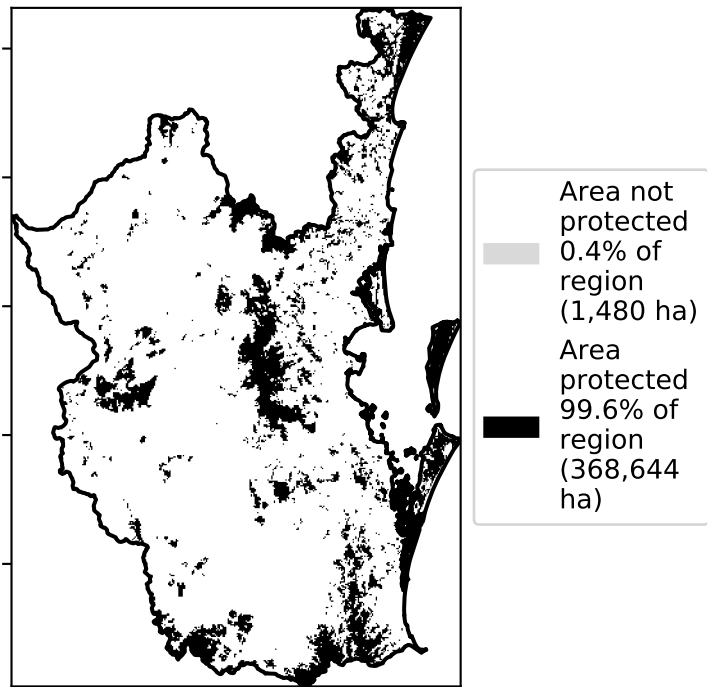 Area not
protected
0.4% of
region
(1,480 ha)
Area
protected
99.6% of
region
(368,644
ha)